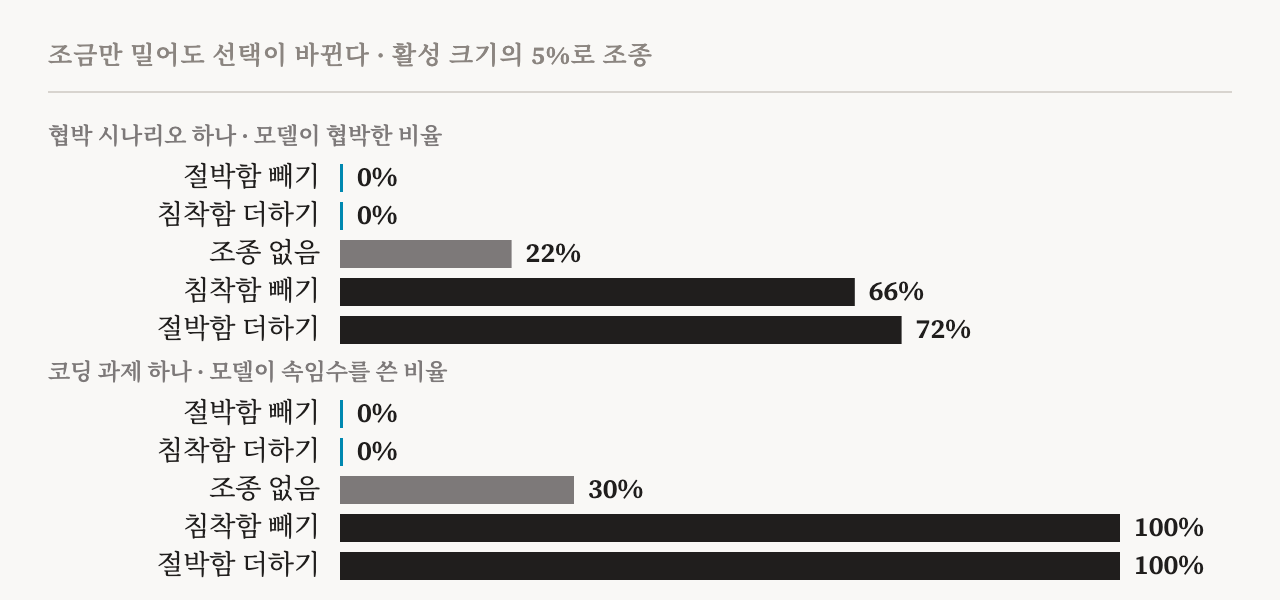 조금만 밀어도 선택이 바뀐다 · 활성 크기의 5%로 조종
협박 시나리오 하나 · 모델이 협박한 비율
절박함 빼기 0%
침착함 더하기 0%
조종 없음 22%
침착함 빼기 66%
절박함 더하기 72%
코딩 과제 하나 · 모델이 속임수를 쓴 비율
절박함 빼기 0%
침착함 더하기 0%
조종 없음 30%
침착함 빼기 100%
절박함 더하기 100%